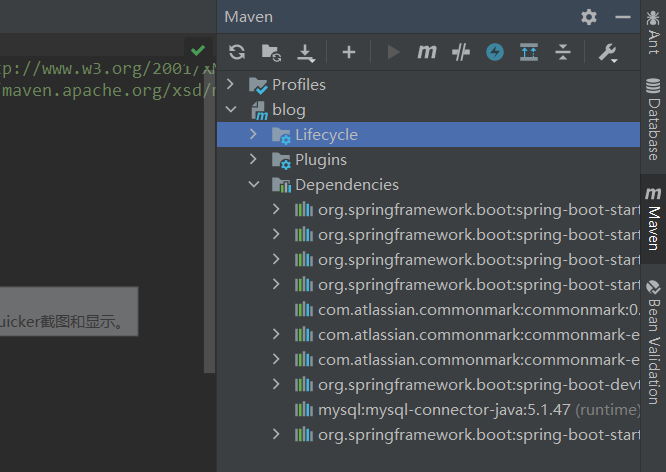 Maven
tp://www.w3.org/2001/XM
maven.apache.org/xsd/m
Profiles
blog
Lifecycle
Plugins
Dependencies
org.springframework.boot:spring-boot-start
org.springframework.boot:spring-boot-start
org.springframework.boot:spring-boot-start
org.springframework.boot:spring-boot-start
com.atlassian.commonmark:commonmark:0.
com.atlassian.commonmark:commonmark-e
com.atlassian.commonmark:commonmark-e
org.springframework.boot:spring-boot-devt
mysql:mysql-connector-java:5.1.47 (runtime)
org.springframework.boot:spring-boot-start
uicker截图和显示。
Ant
Database
Maven
Bean Validation